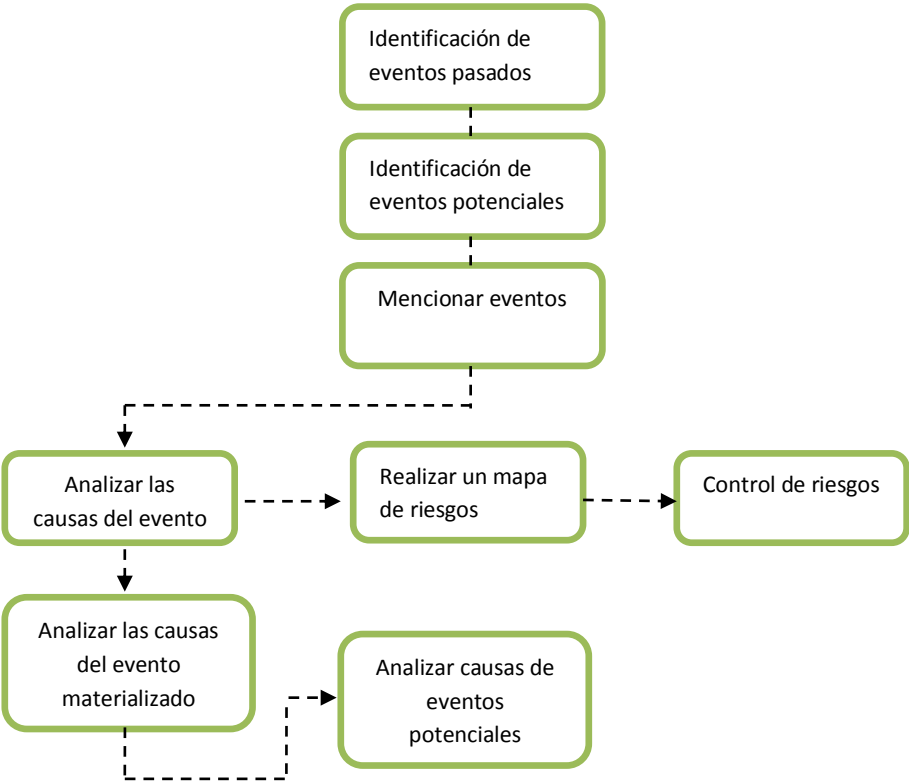 Identificación de
eventos pasados
Identificación de
eventos potenciales
Mencionar eventos
Analizar las
causas del evento
Realizar un mapa
de riesgos
Control de riesgos
Analizar las causas
del evento
materializado
Analizar causas de
eventos
potenciales